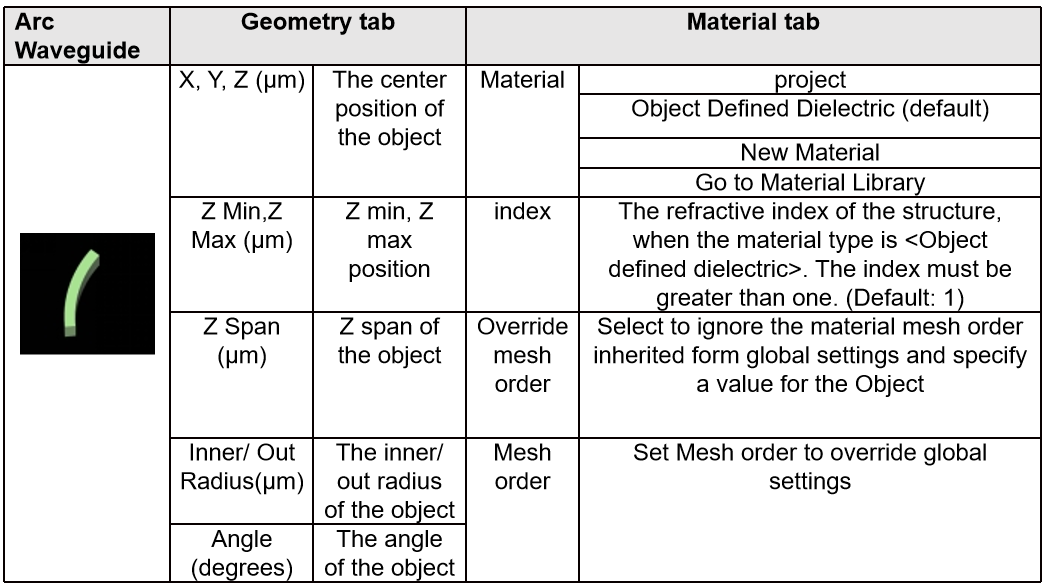 Arc
Waveguide
Geometry tab
Material tab
X, Y, Z (μm)
The center
position of
the object
Material
project
Object Defined Dielectric (default)
New Material
Go to Material Library
Z Min,Z
Max (μm)
Z min, Z
max
position
index
The refractive index of the structure,
when the material type is <Object
defined dielectric>. The index must be
greater than one. (Default: 1)
Z Span
(μm)
Z span of
the object
Override
mesh
order
Select to ignore the material mesh order
inherited form global settings and specify
a value for the Object
Inner/ Out
Radius(μm)
The inner/
out radius
of the object
Mesh
order
Set Mesh order to override global
settings
Angle
(degrees)
The angle
of the object